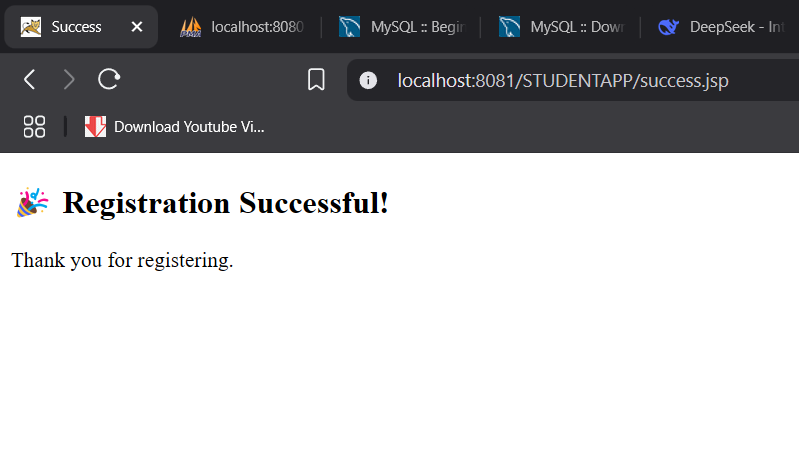 Success
localhost:8080
MySQL :: Begin
MySQL :: Down
DeepSeek - Int
localhost:8081/STUDENTAPP/success.jsp
Download Youtube Vi...
🎉 Registration Successful!
Thank you for registering.